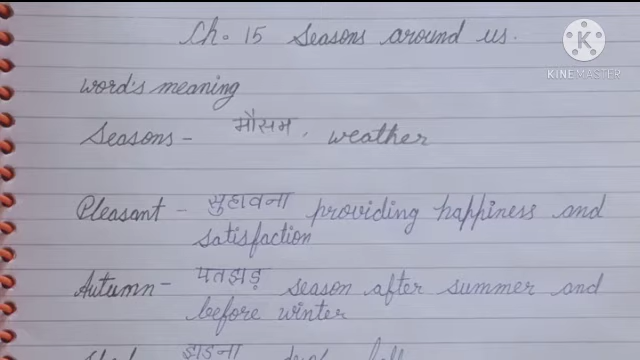 Ch. 15 Seasons around us.
KINEMASTER
word's meaning
Seasons - मौसम, weather
Pleasant - सुहावना providing happiness and
satisfaction
Autumn - पतझड़ season after summer and
before winter
झड़ना